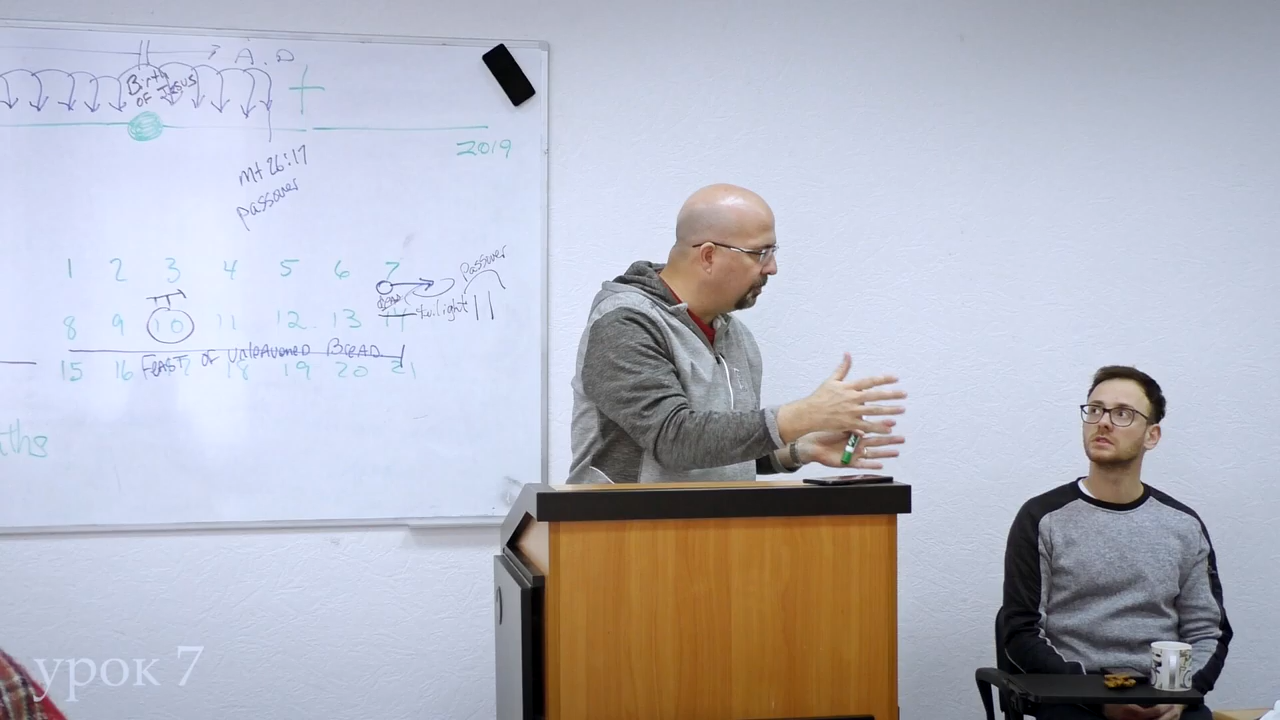 A.D
Birth
of Jesus
+
2019
mt 26:17
passover
1 2 3 4 5 6 7
Passover
twilight
8 9 10 11 12 13 14
Feast of Unleavened Bread
15 16 17 18 19 20 21
ths
урок 7